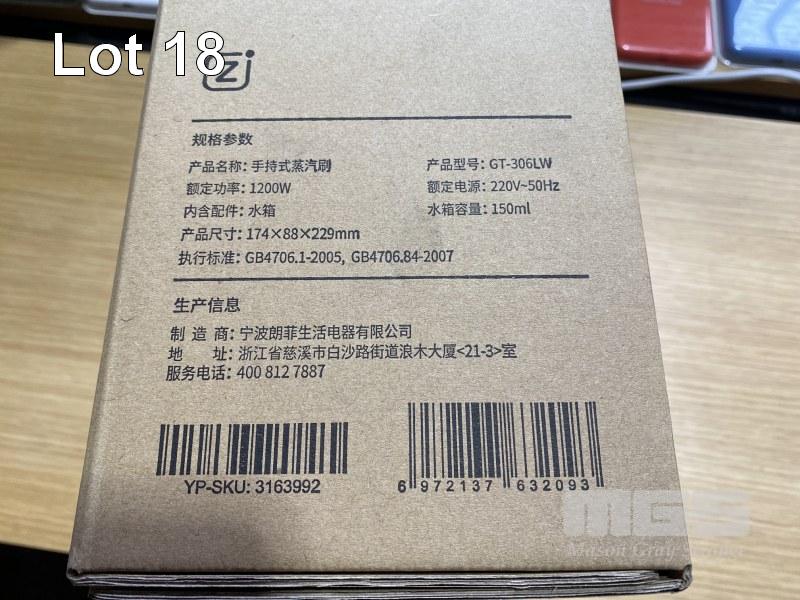 Lot 18
zj
规格参数
产品名称：手持式蒸汽刷 产品型号：GT-306LW
额定功率：1200W 额定电源：220V~50Hz
内含配件：水箱 水箱容量：150ml
产品尺寸：174×88×229mm
执行标准：GB4706.1-2005, GB4706.84-2007
生产信息
制 造 商：宁波朗菲生活电器有限公司
地 址：浙江省慈溪市白沙路街道浪木大厦<21-3>室
服务电话：400 812 7887
YP-SKU: 3163992
6 972137 632093
MGS
Mason Gray Strange